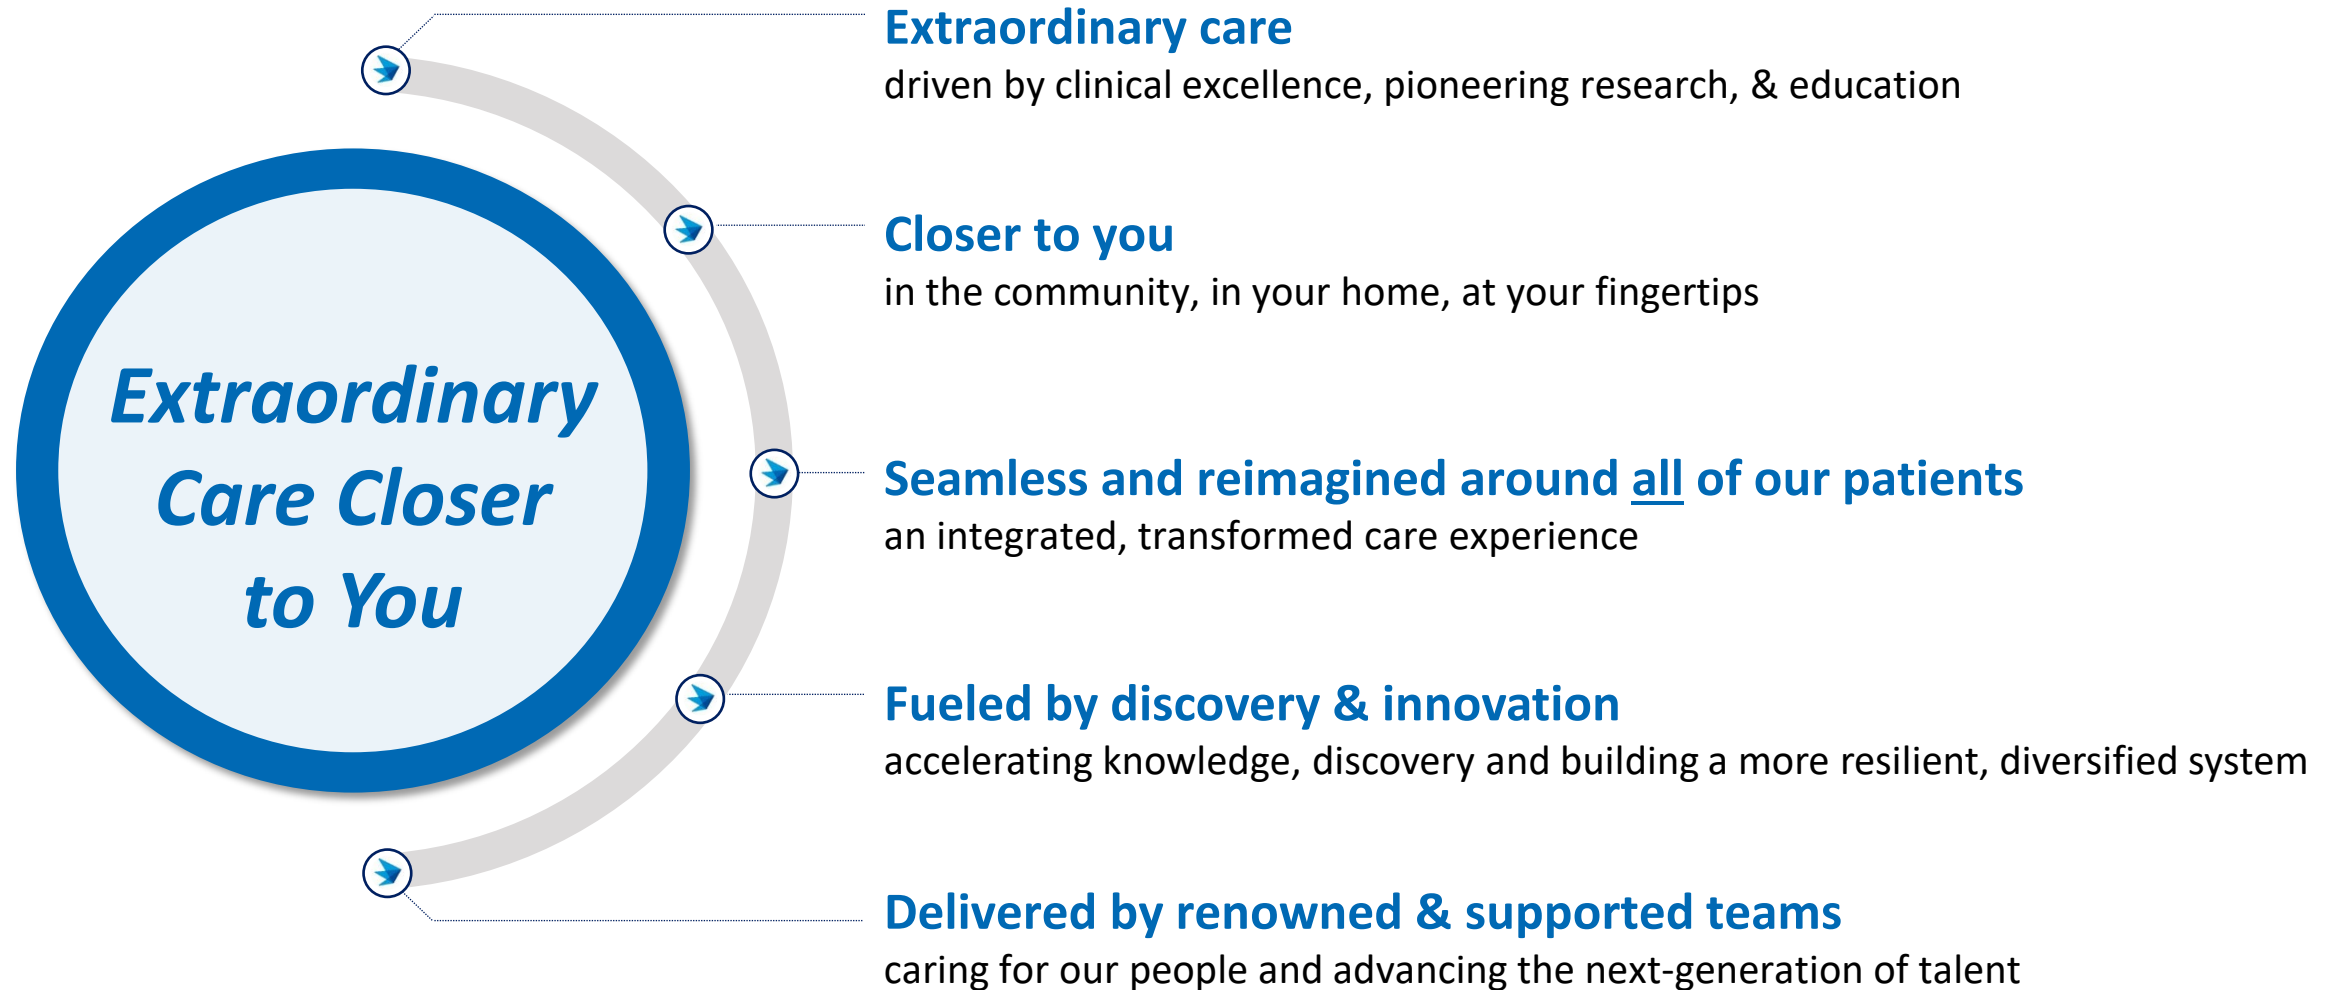 Extraordinary
Care Closer
to You
Extraordinary care
driven by clinical excellence, pioneering research, & education
Closer to you
in the community, in your home, at your fingertips
Seamless and reimagined around all of our patients
an integrated, transformed care experience
Fueled by discovery & innovation
accelerating knowledge, discovery and building a more resilient, diversified system
Delivered by renowned & supported teams
caring for our people and advancing the next-generation of talent